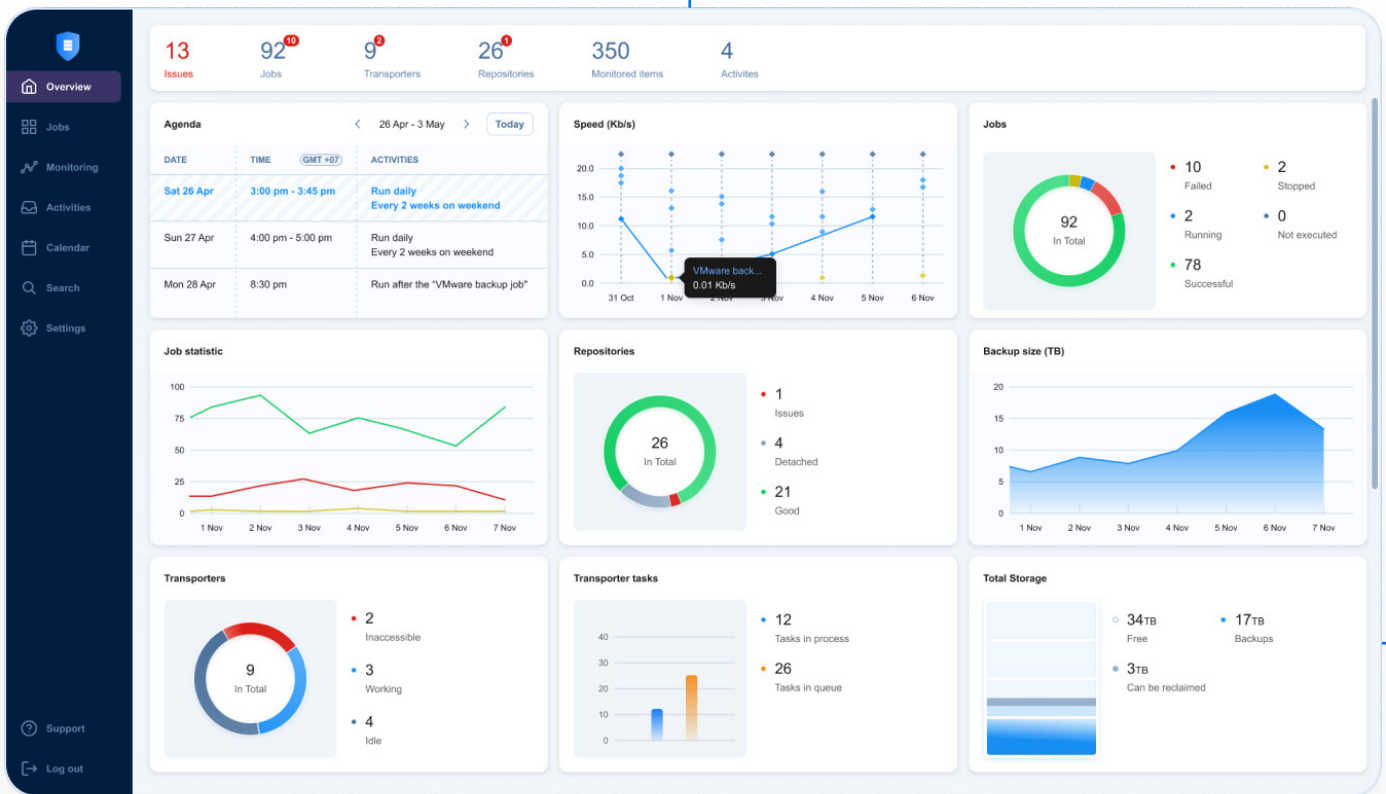 13
Issues
92
10
Jobs
9
2
Transporters
26
1
Repositories
350
Monitored items
4
Activites
Overview
Jobs
Monitoring
Activities
Calendar
Search
Settings
Support
Log out
Agenda
26 Apr - 3 May
Today
DATE TIME GMT +07 ACTIVITIES
Sat 26 Apr 3:00 pm - 3:45 pm Run daily
Every 2 weeks on weekend
Sun 27 Apr 4:00 pm - 5:00 pm Run daily
Every 2 weeks on weekend
Mon 28 Apr 8:30 pm Run after the "VMware backup job"
Speed (Kb/s)
20.0
15.0
10.0
5.0
0.0
VMware back...
0.01 Kb/s
31 Oct 1 Nov 2 Nov 3 Nov 4 Nov 5 Nov 6 Nov
Jobs
92
In Total
10
Failed
2
Stopped
2
Running
0
Not executed
78
Successful
Job statistic
100
75
50
25
0
1 Nov 2 Nov 3 Nov 4 Nov 5 Nov 6 Nov 7 Nov
Repositories
26
In Total
1
Issues
4
Detached
21
Good
Backup size (TB)
20
15
10
5
0
1 Nov 2 Nov 3 Nov 4 Nov 5 Nov 6 Nov 7 Nov
Transporters
9
In Total
2
Inaccessible
3
Working
4
Idle
Transporter tasks
40
30
20
10
0
12
Tasks in process
26
Tasks in queue
Total Storage
34TB
Free
17TB
Backups
3TB
Can be reclaimed